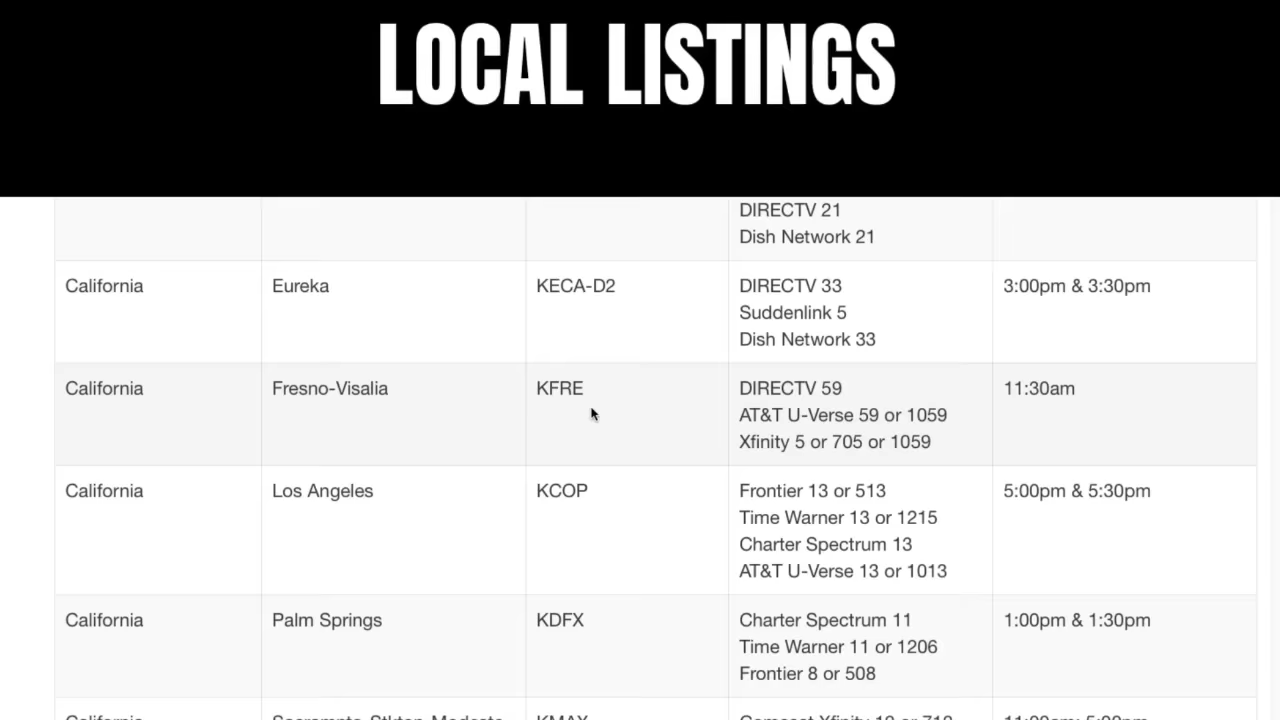 LOCAL LISTINGS
DIRECTV 21
Dish Network 21
California Eureka KECA-D2 DIRECTV 33 3:00pm & 3:30pm
Suddenlink 5
Dish Network 33
California Fresno-Visalia KFRE DIRECTV 59 11:30am
AT&T U-Verse 59 or 1059
Xfinity 5 or 705 or 1059
California Los Angeles KCOP Frontier 13 or 513 5:00pm & 5:30pm
Time Warner 13 or 1215
Charter Spectrum 13
AT&T U-Verse 13 or 1013
California Palm Springs KDFX Charter Spectrum 11 1:00pm & 1:30pm
Time Warner 11 or 1206
Frontier 8 or 508
California KMAX Comcast Xfinity